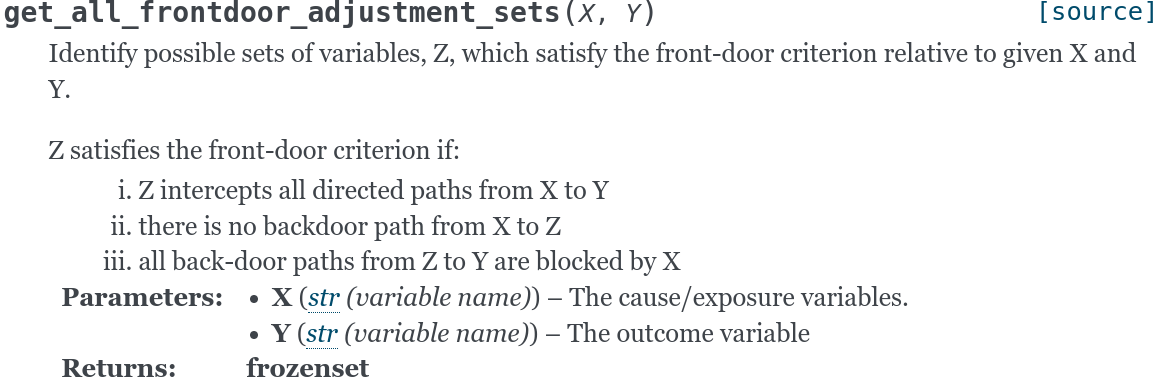 get_all_frontdoor_adjustment_sets(X, Y) [source]
Identify possible sets of variables, Z, which satisfy the front-door criterion relative to given X and
Y.
Z satisfies the front-door criterion if:
i. Z intercepts all directed paths from X to Y
ii. there is no backdoor path from X to Z
iii. all back-door paths from Z to Y are blocked by X
Parameters: • X (str (variable name)) – The cause/exposure variables.
• Y (str (variable name)) – The outcome variable
Returns: frozenset